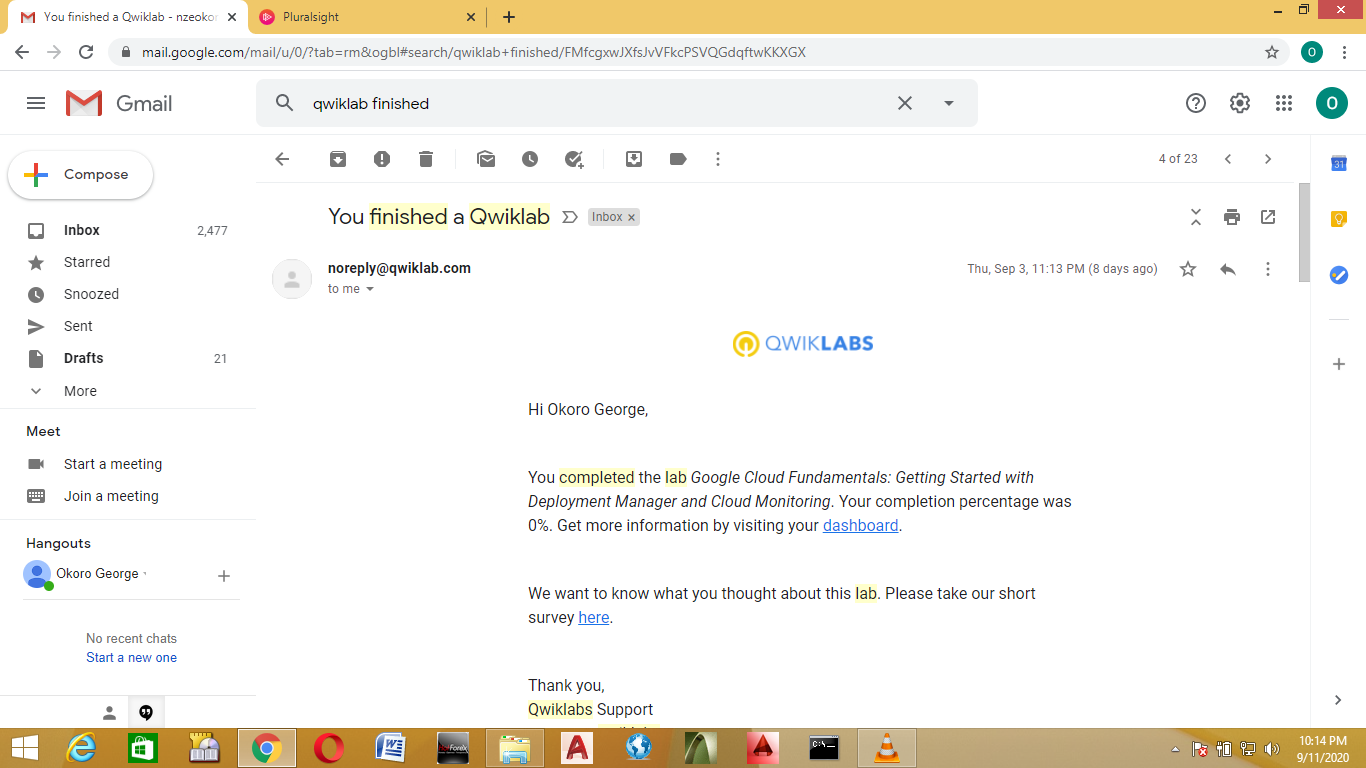 You finished a Qwiklab - nzeokor
Pluralsight
mail.google.com/mail/u/0/?tab=rm&ogbl#search/qwiklab+finished/FMfcgxwJXfsJvVFkcPSVQGdqftwKKXGX
O
Gmail
qwiklab finished
O
Compose
4 of 23
31
Inbox 2,477
Starred
Snoozed
Sent
Drafts 21
More
Meet
Start a meeting
Join a meeting
Hangouts
Okoro George
No recent chats
Start a new one
You finished a Qwiklab
Inbox x
noreply@qwiklab.com
Thu, Sep 3, 11:13 PM (8 days ago)
to me
QWIKLABS
Hi Okoro George,
You completed the lab Google Cloud Fundamentals: Getting Started with
Deployment Manager and Cloud Monitoring. Your completion percentage was
0%. Get more information by visiting your dashboard.
We want to know what you thought about this lab. Please take our short
survey here.
Thank you,
Qwiklabs Support
10:14 PM
9/11/2020